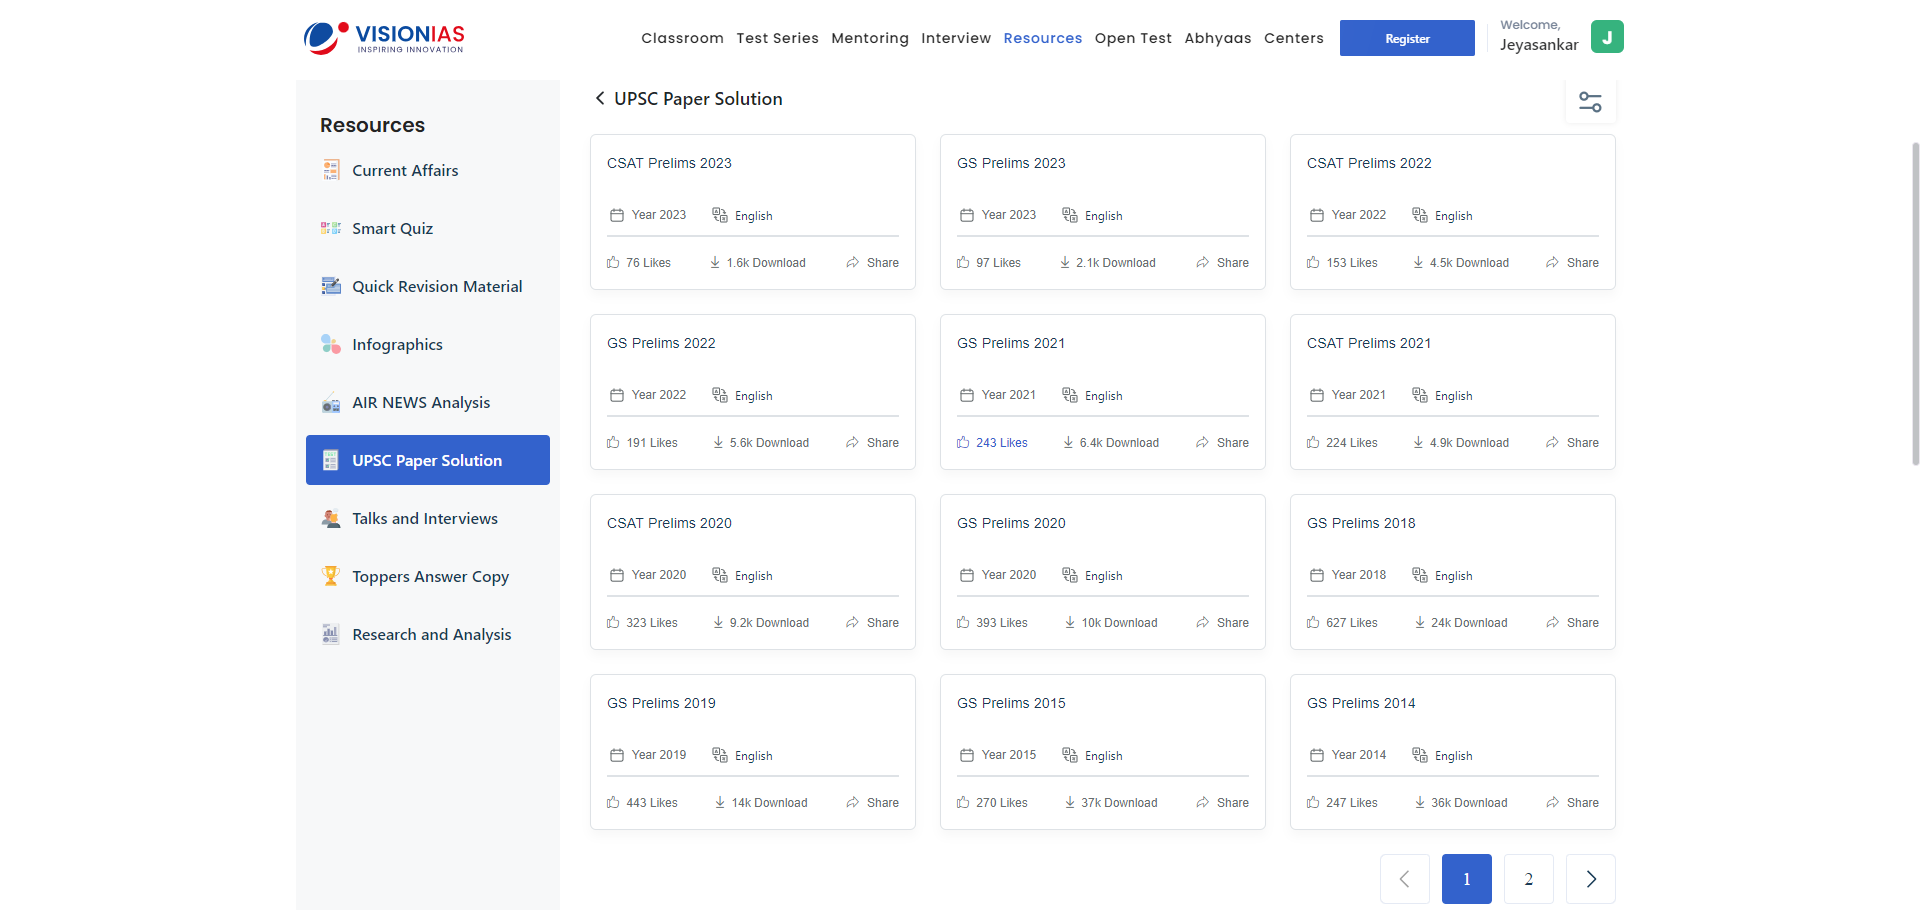 VISIONIAS
INSPIRING INNOVATION
Classroom Test Series Mentoring Interview Resources Open Test Abhyaas Centers Register
Welcome,
Jeyasankar
J
Resources
Current Affairs
Smart Quiz
Quick Revision Material
Infographics
AIR NEWS Analysis
UPSC Paper Solution
Talks and Interviews
Toppers Answer Copy
Research and Analysis
UPSC Paper Solution
CSAT Prelims 2023
Year 2023 English
76 Likes 1.6k Download Share
GS Prelims 2023
Year 2023 English
97 Likes 2.1k Download Share
CSAT Prelims 2022
Year 2022 English
153 Likes 4.5k Download Share
GS Prelims 2022
Year 2022 English
191 Likes 5.6k Download Share
GS Prelims 2021
Year 2021 English
243 Likes 6.4k Download Share
CSAT Prelims 2021
Year 2021 English
224 Likes 4.9k Download Share
CSAT Prelims 2020
Year 2020 English
323 Likes 9.2k Download Share
GS Prelims 2020
Year 2020 English
393 Likes 10k Download Share
GS Prelims 2018
Year 2018 English
627 Likes 24k Download Share
GS Prelims 2019
Year 2019 English
443 Likes 14k Download Share
GS Prelims 2015
Year 2015 English
270 Likes 37k Download Share
GS Prelims 2014
Year 2014 English
247 Likes 36k Download Share
1 2